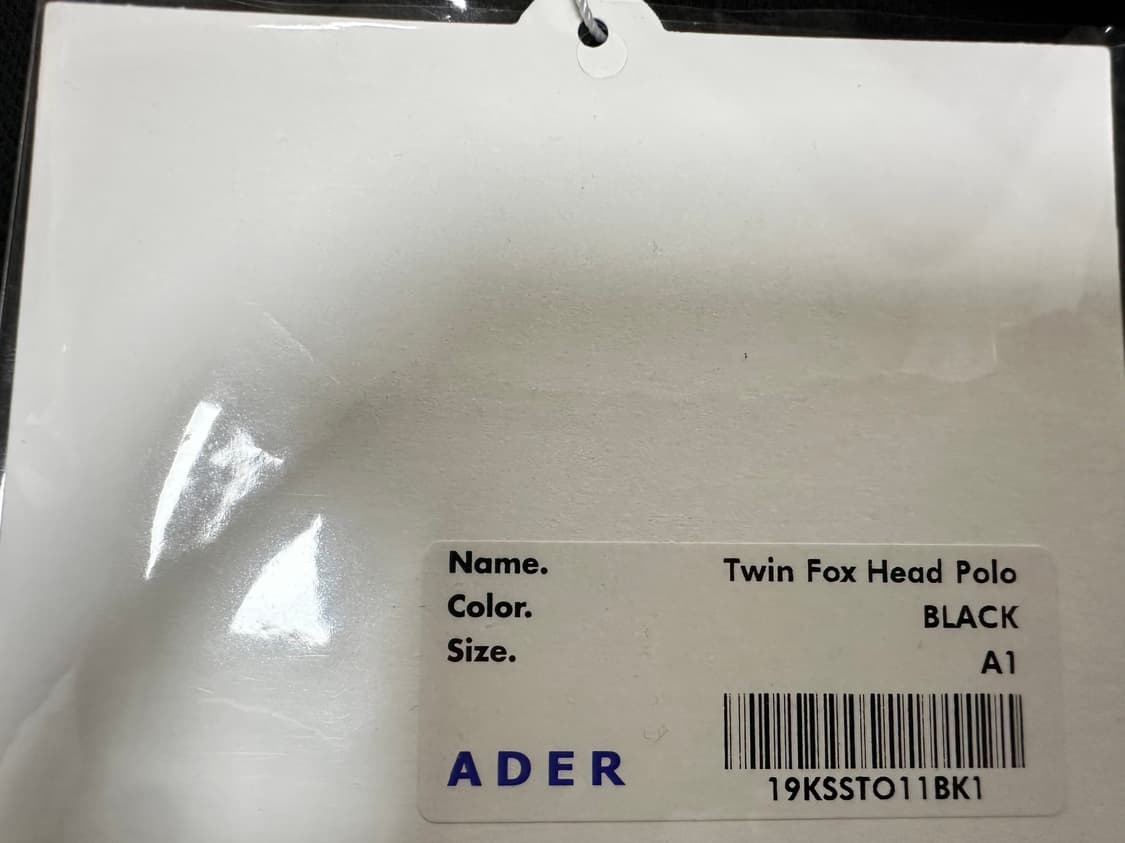 Name. Twin Fox Head Polo
Color. BLACK
Size. A1
ADER
19KSSTO11BK1